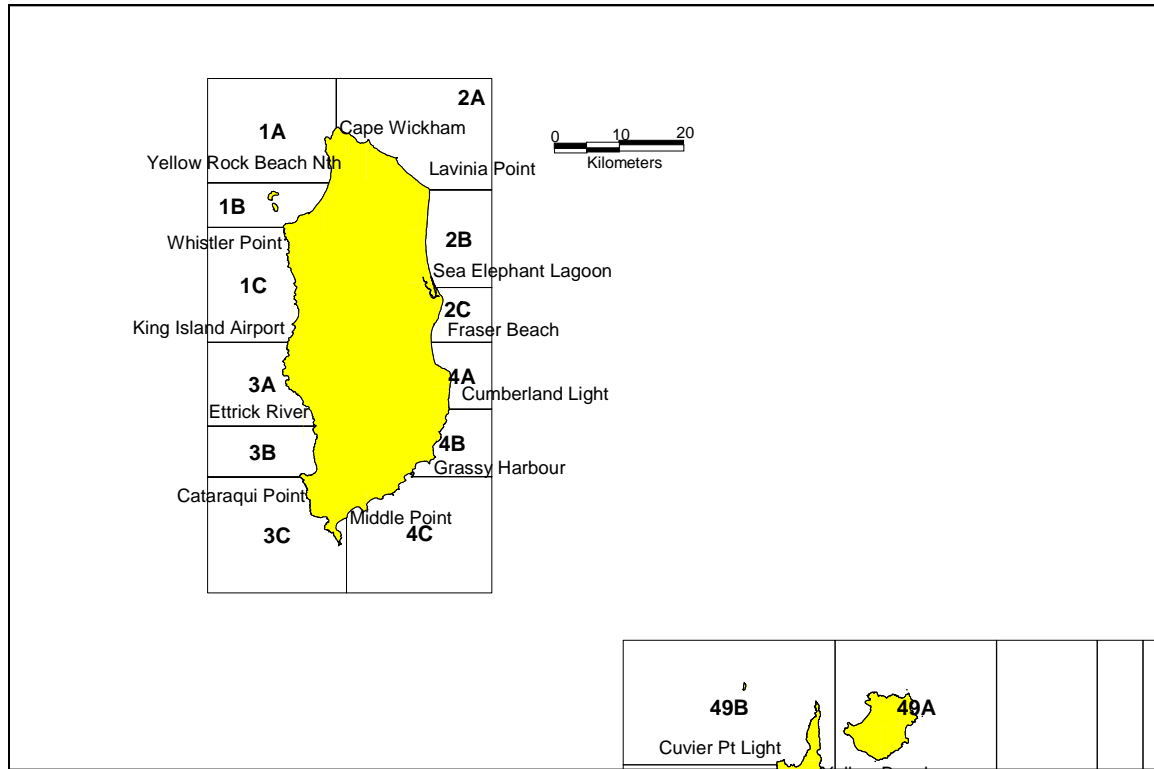 2A
1A
Cape Wickham
0 10 20
Kilometers
Yellow Rock Beach Nth
Lavinia Point
1B
Whistler Point
2B
Sea Elephant Lagoon
1C
2C
King Island Airport
Fraser Beach
3A
4A
Cumberland Light
Ettrick River
3B
4B
Grassy Harbour
Cataraqui Point
Middle Point
3C
4C
49B
49A
Cuvier Pt Light